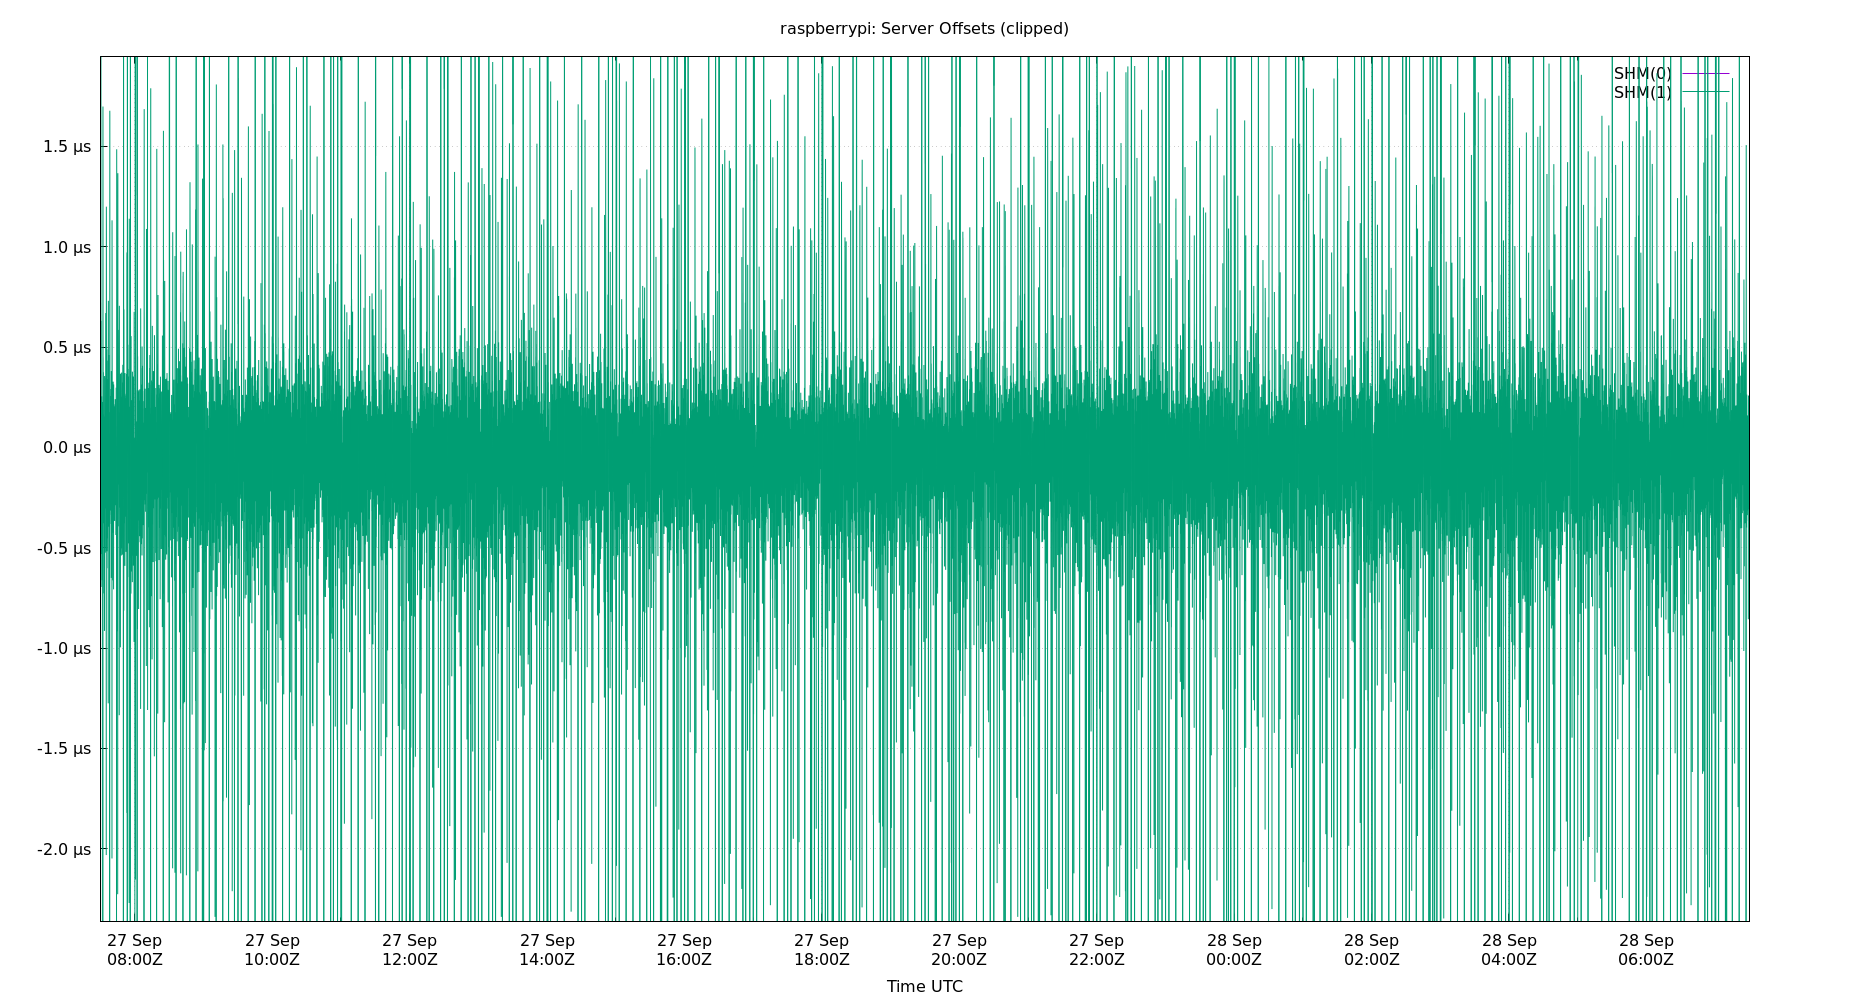 raspberrypi: Server Offsets (clipped)
SHM(0)
SHM(1)
1.5 µs
1.0 µs
0.5 µs
0.0 µs
-0.5 µs
-1.0 µs
-1.5 µs
-2.0 µs
27 Sep 27 Sep 27 Sep 27 Sep 27 Sep 27 Sep 27 Sep 27 Sep 28 Sep 28 Sep 28 Sep 28 Sep
08:00Z 10:00Z 12:00Z 14:00Z 16:00Z 18:00Z 20:00Z 22:00Z 00:00Z 02:00Z 04:00Z 06:00Z
Time UTC